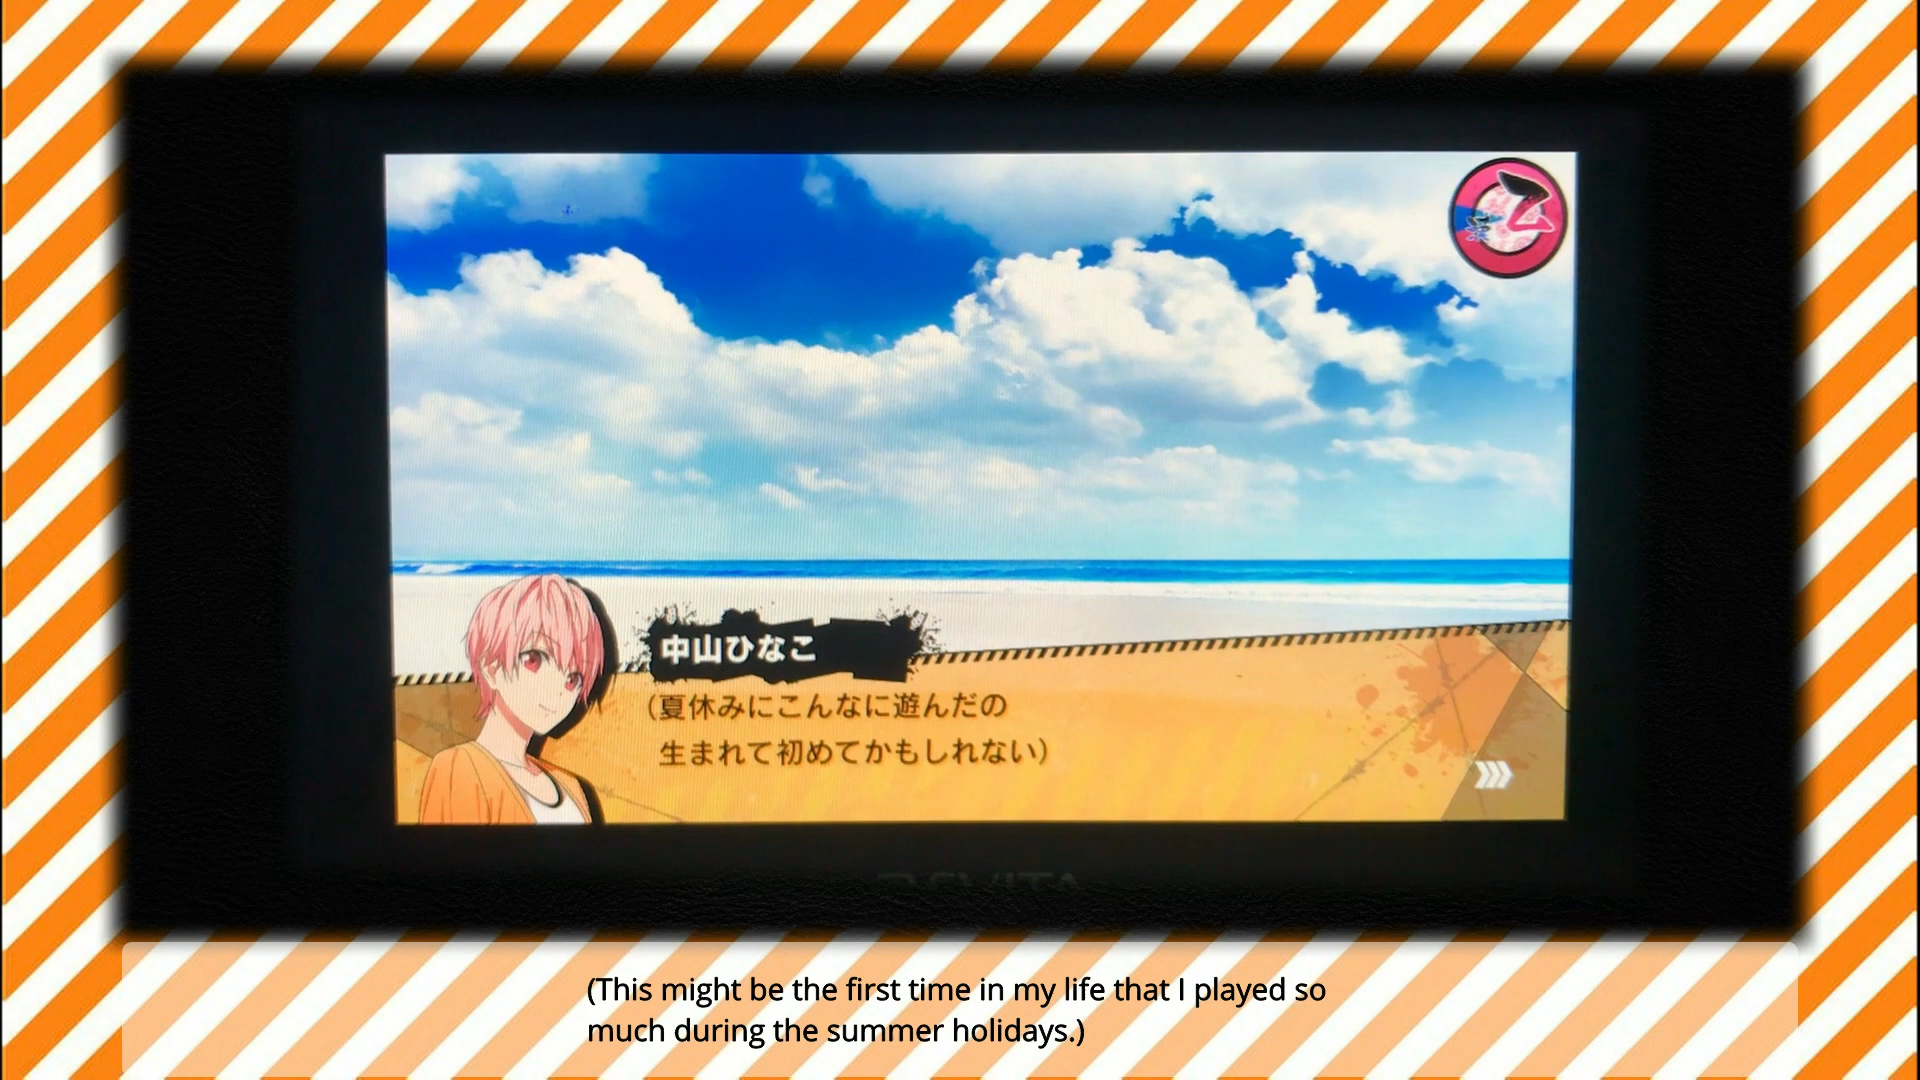 中山ひなこ
（夏休みにこんなに遊んだの
生まれて初めてかもしれない）
(This might be the first time in my life that I played so
much during the summer holidays.)